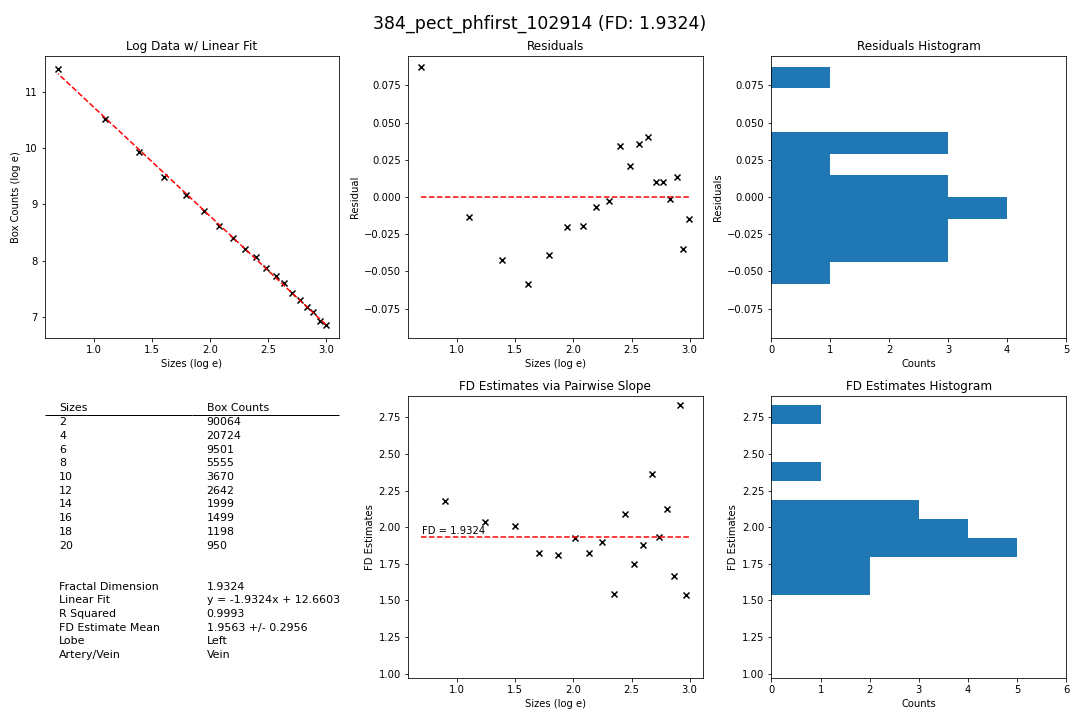 384_pect_phfirst_102914 (FD: 1.9324)
Log Data w/ Linear Fit
Box Counts (log e)
11
10
9
8
7
1.0 1.5 2.0 2.5 3.0
Sizes (log e)
Residuals
Residual
0.075
0.050
0.025
0.000
−0.025
−0.050
−0.075
1.0 1.5 2.0 2.5 3.0
Sizes (log e)
Residuals Histogram
Residuals
0.075
0.050
0.025
0.000
−0.025
−0.050
−0.075
0 1 2 3 4 5
Counts
Sizes Box Counts
2 90064
4 20724
6 9501
8 5555
10 3670
12 2642
14 1999
16 1499
18 1198
20 950
Fractal Dimension 1.9324
Linear Fit y = -1.9324x + 12.6603
R Squared 0.9993
FD Estimate Mean 1.9563 +/- 0.2956
Lobe Left
Artery/Vein Vein
FD Estimates via Pairwise Slope
FD Estimates
2.75
2.50
2.25
2.00
1.75
1.50
1.25
1.00
FD = 1.9324
1.0 1.5 2.0 2.5 3.0
Sizes (log e)
FD Estimates Histogram
FD Estimates
2.75
2.50
2.25
2.00
1.75
1.50
1.25
1.00
0 1 2 3 4 5 6
Counts